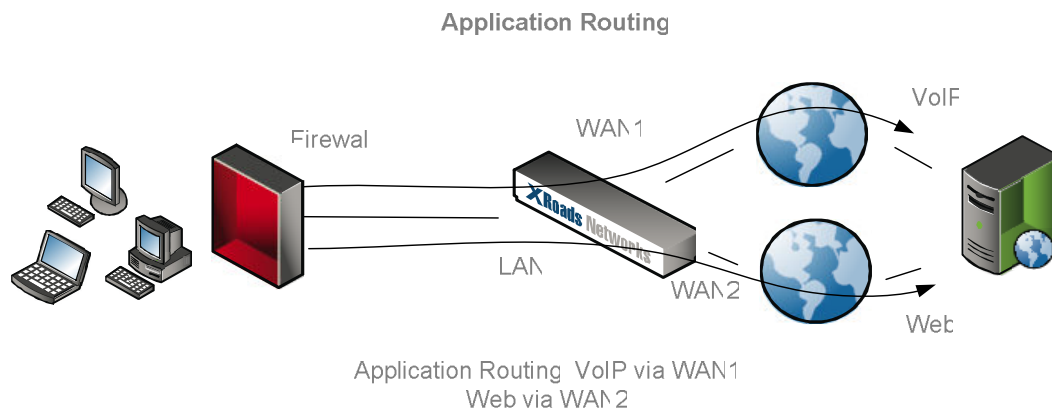 Application Routing
VoIP
WAN1
Firewal
XRoads Networks
LAN
WAN2
Web
Application Routing VoIP via WAN1
Web via WAN2